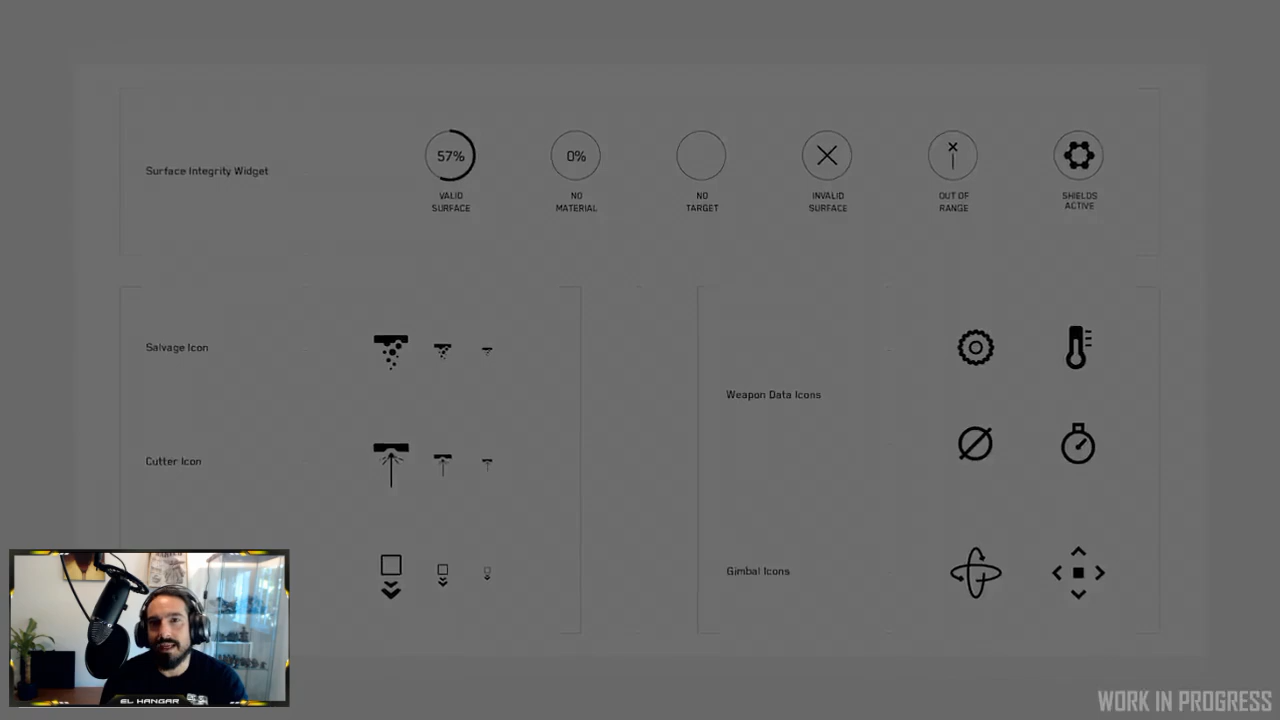 57%
0%
VALID
SURFACE
NO
MATERIAL
NO
TARGET
INVALID
SURFACE
OUT OF
RANGE
SHIELDS
ACTIVE
Surface Integrity Widget
Salvage Icon
Cutter Icon
Weapon Data Icons
Gimbal Icons
EL HANGAR
WORK IN PROGRESS